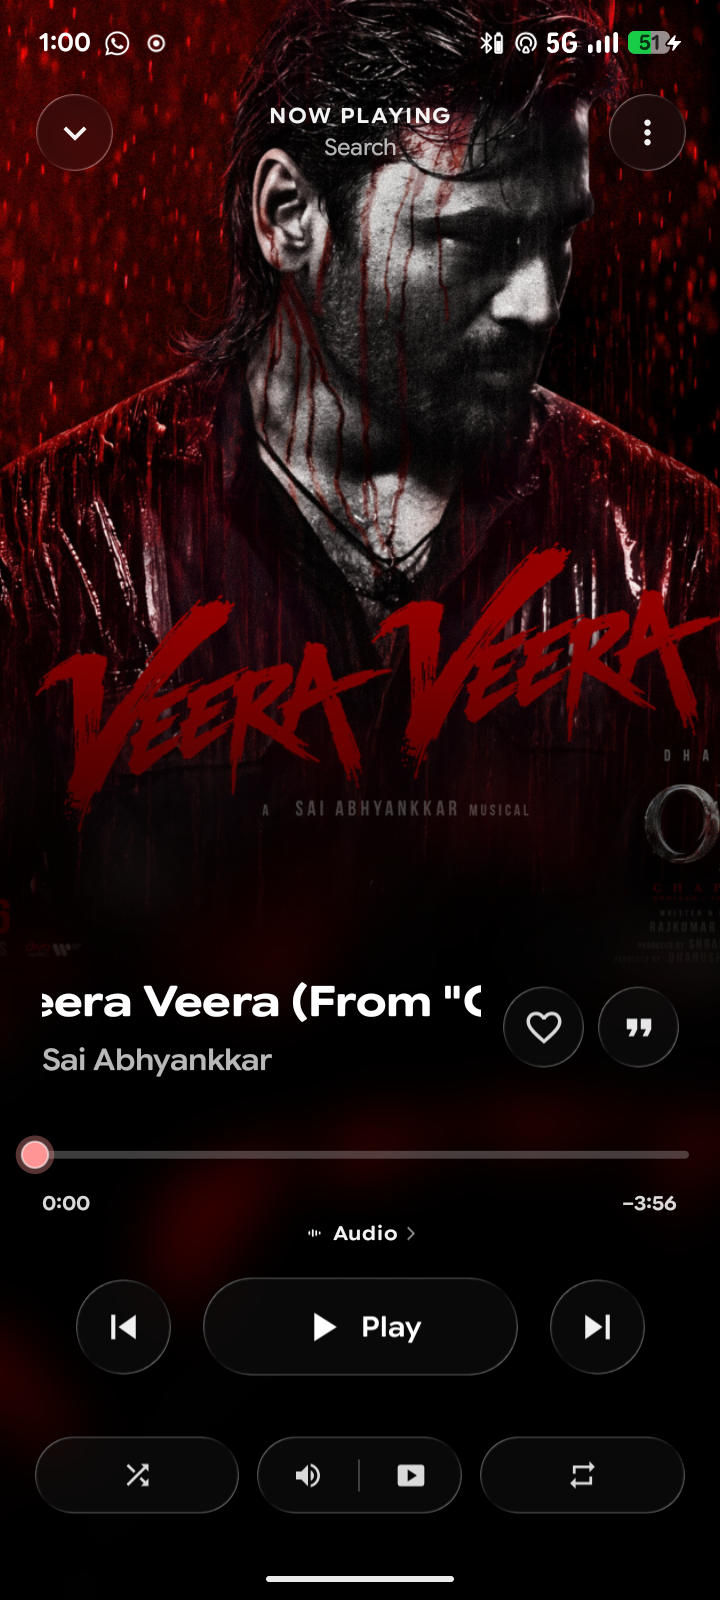 1:00 5G 51
NOW PLAYING
Search
VEERA VEERA
D H A
A SAI ABHYANKKAR MUSICAL
O
eera Veera (From "
Sai Abhyankkar
0:00 -3:56
Audio
Play